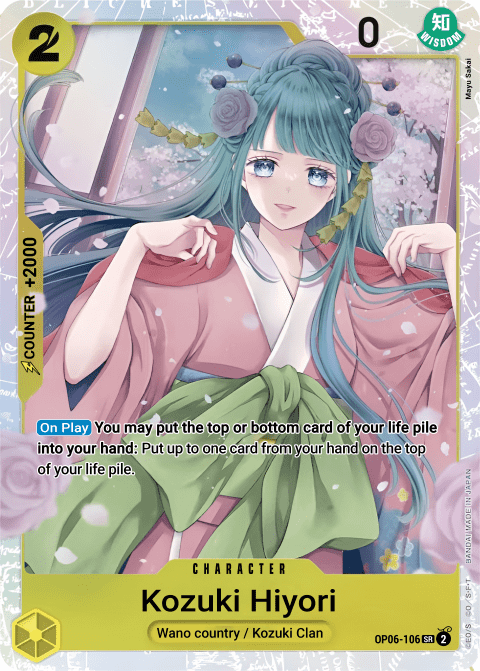 2
0
知
WISDOM
Mayu Sakai
COUNTER +2000
On Play You may put the top or bottom card of your life pile
into your hand: Put up to one card from your hand on the top
of your life pile.
BANDAI MADE IN JAPAN
©E.O./S ©O./S·F·T
CHARACTER
Kozuki Hiyori
Wano country / Kozuki Clan
OP06-106 SR 2